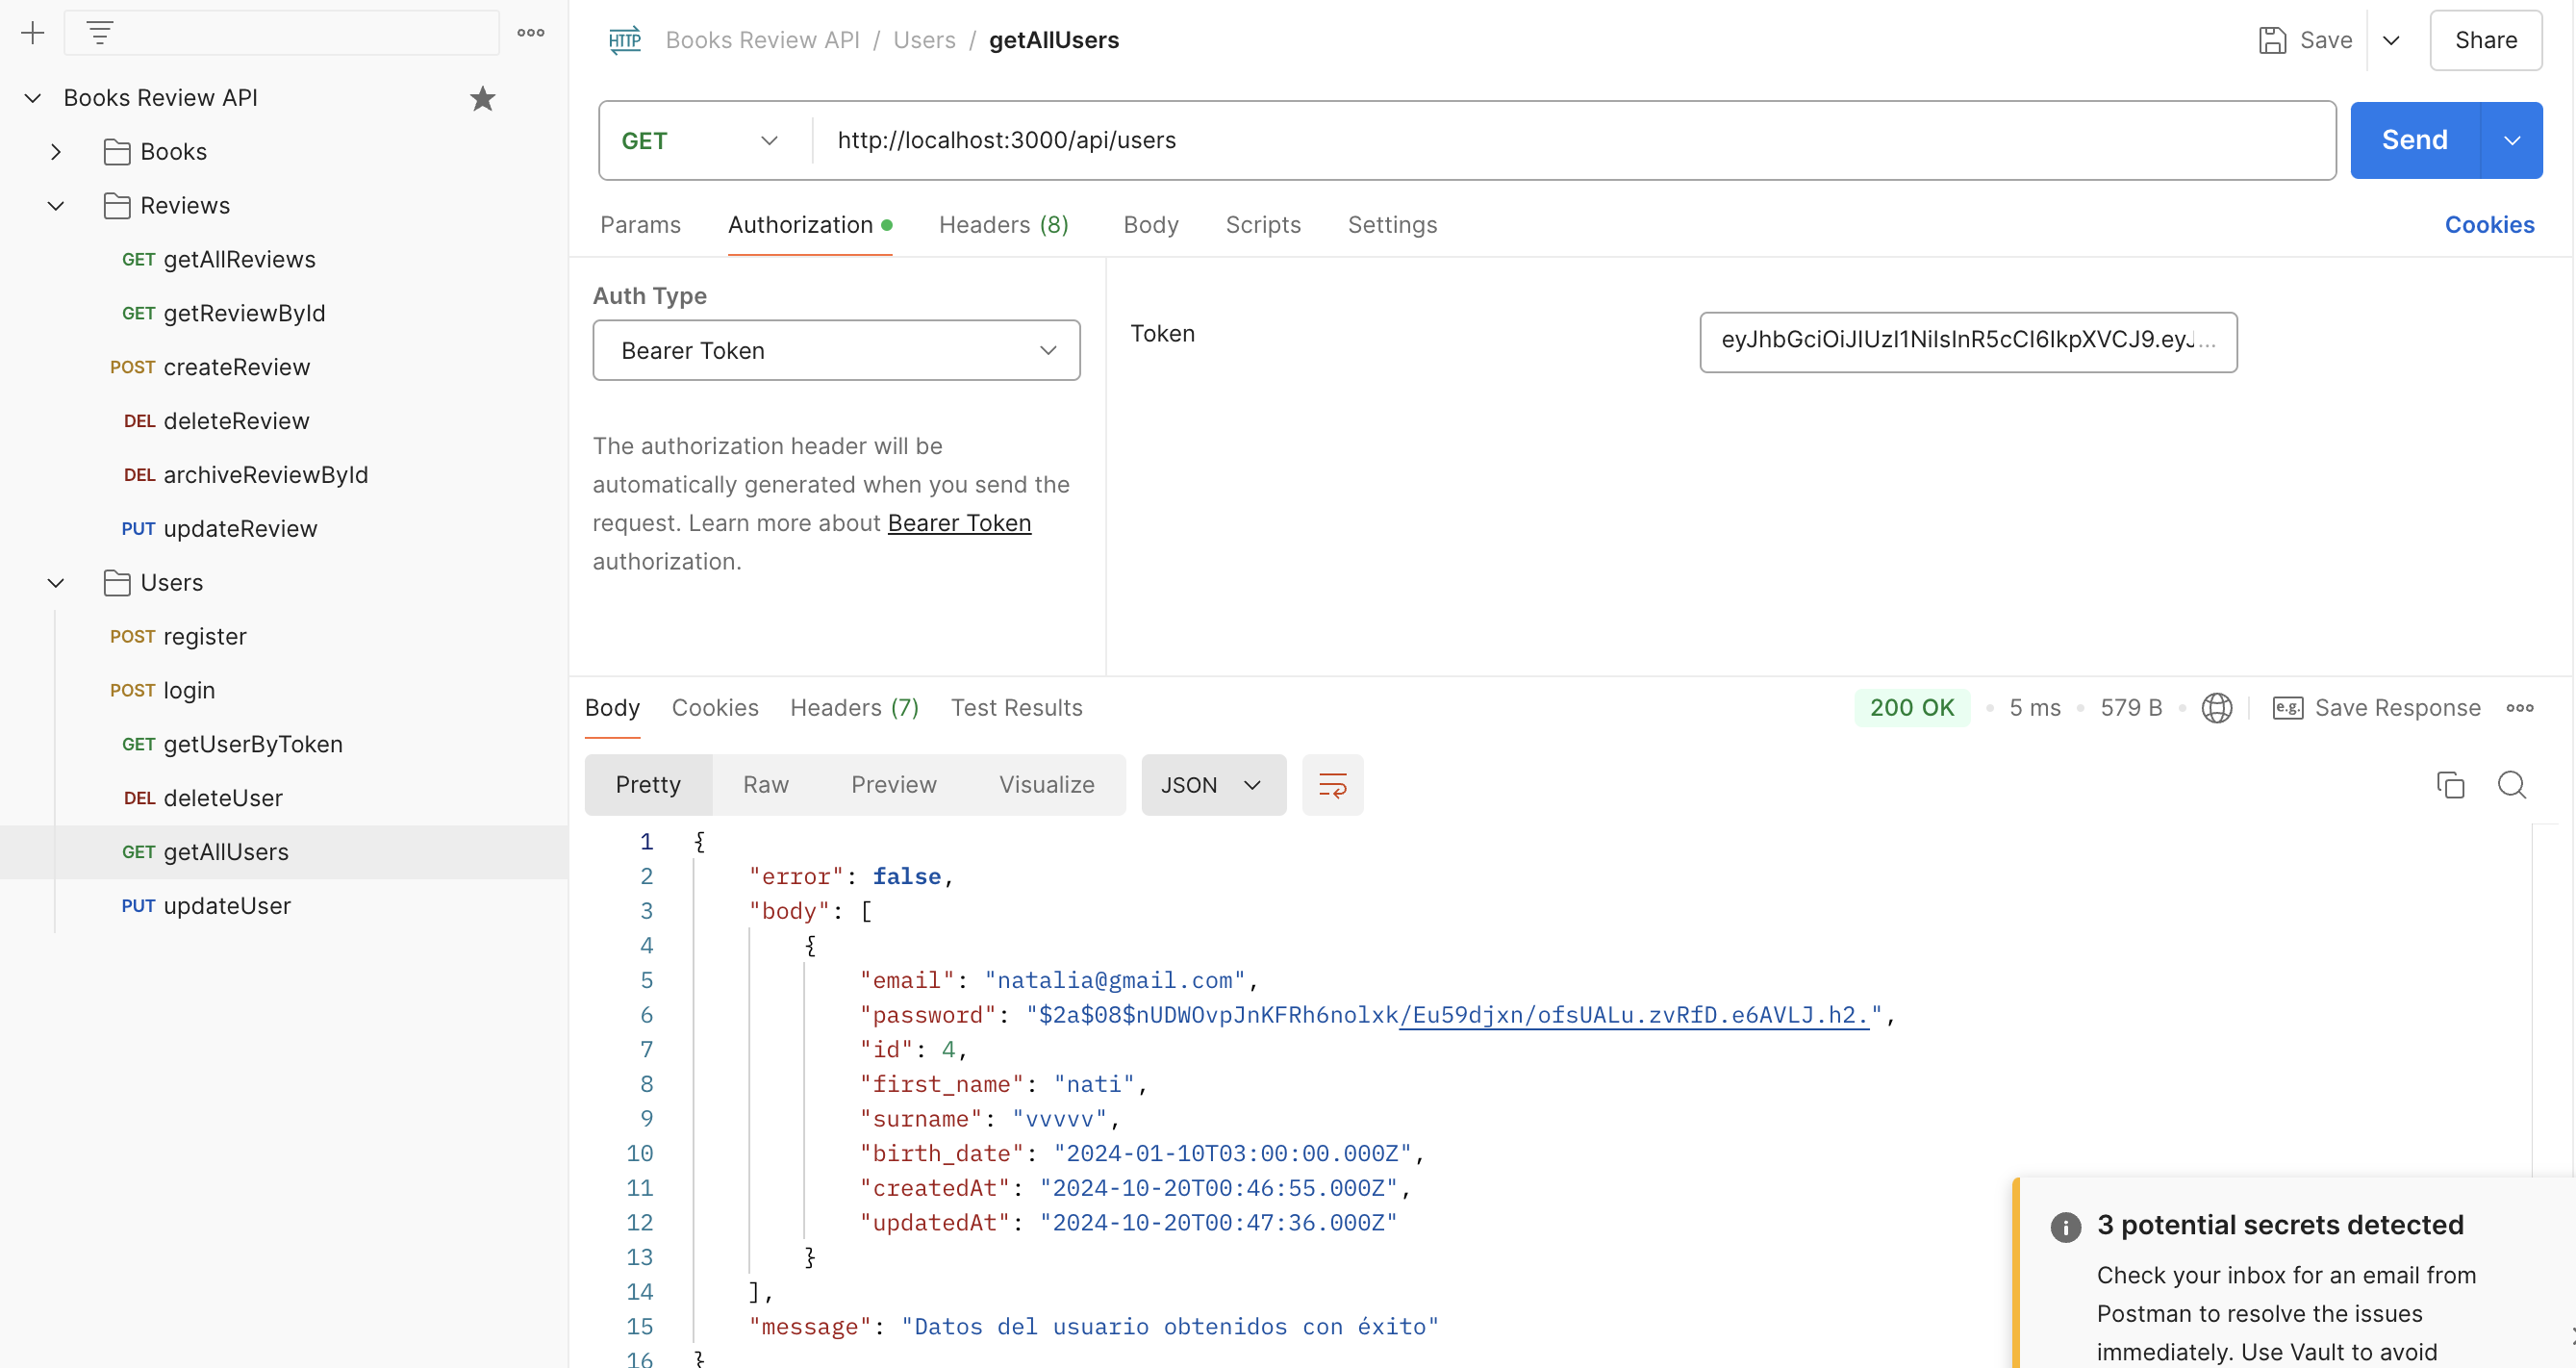 Books Review API
Books
Reviews
GET getAllReviews
GET getReviewById
POST createReview
DEL deleteReview
DEL archiveReviewById
PUT updateReview
Users
POST register
POST login
GET getUserByToken
DEL deleteUser
GET getAllUsers
PUT updateUser
HTTP Books Review API / Users / getAllUsers
Save
Share
GET http://localhost:3000/api/users
Send
Params Authorization Headers (8) Body Scripts Settings
Cookies
Auth Type
Bearer Token
The authorization header will be
automatically generated when you send the
request. Learn more about Bearer Token
authorization.
Token
eyJhbGciOiJIUzI1NiIsInR5cCI6IkpXVCJ9.eyJ...
Body Cookies Headers (7) Test Results
200 OK • 5 ms • 579 B • e.g. Save Response
Pretty Raw Preview Visualize JSON
1 {
2 "error": false,
3 "body": [
4 {
5 "email": "natalia@gmail.com",
6 "password": "$2a$08$nUDWOvpJnKFRh6nolxk/Eu59djxn/ofsUALu.zvRfD.e6AVLJ.h2.",
7 "id": 4,
8 "first_name": "nati",
9 "surname": "vvvvv",
10 "birth_date": "2024-01-10T03:00:00.000Z",
11 "createdAt": "2024-10-20T00:46:55.000Z",
12 "updatedAt": "2024-10-20T00:47:36.000Z"
13 }
14 ],
15 "message": "Datos del usuario obtenidos con éxito"
16 }
3 potential secrets detected
Check your inbox for an email from
Postman to resolve the issues
immediately. Use Vault to avoid